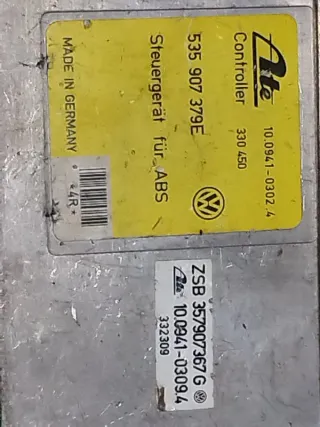 Ate
Controller
10.0941-0302.4
330 450
535 907 379E
Steuergerät für ABS
MADE IN GERMANY
* 4R *
ZSB 357907367 G
Ate 10.0941-0309.4
332309